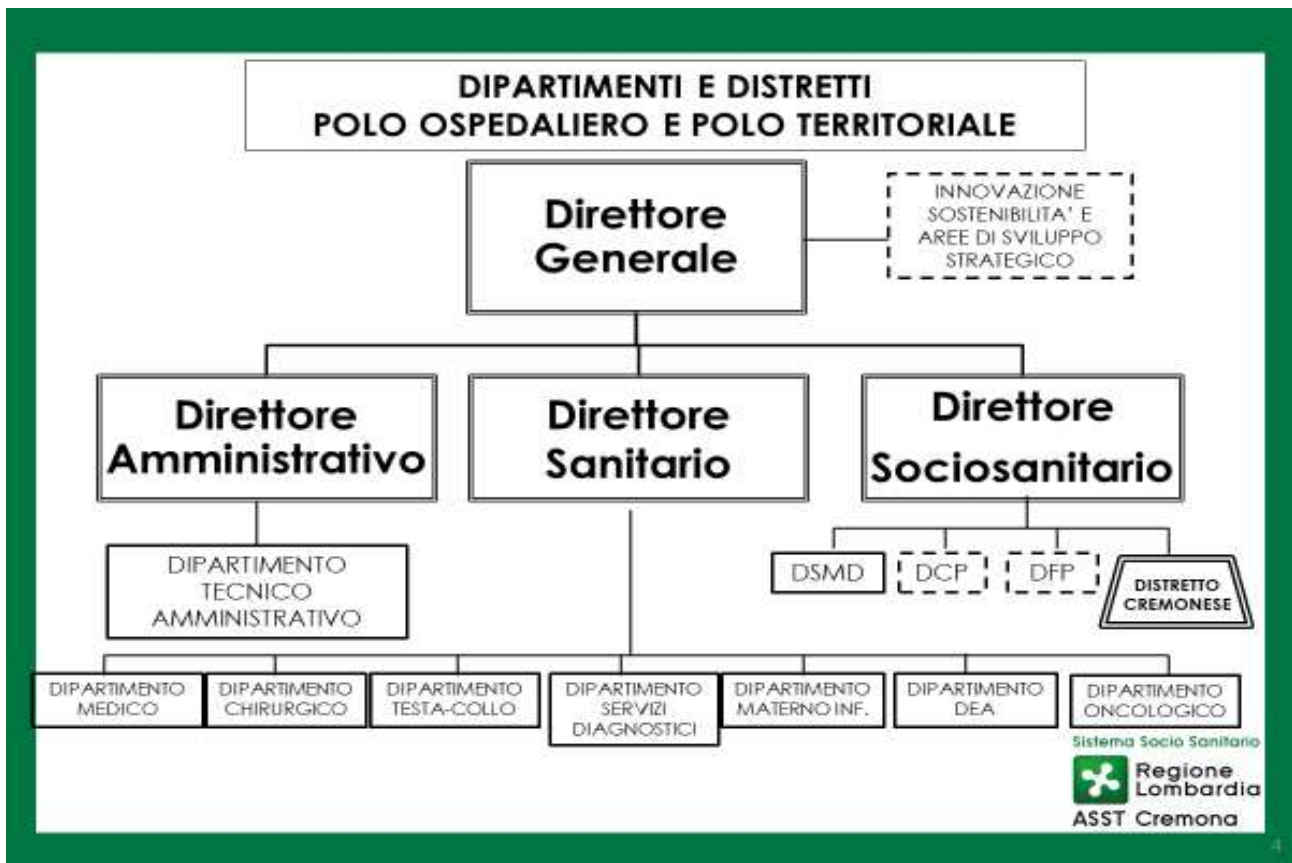 DIPARTIMENTI E DISTRETTI
POLO OSPEDALIERO E POLO TERRITORIALE
Direttore
Generale
INNOVAZIONE
SOSTENIBILITA' E
AREE DI SVILUPPO
STRATEGICO
Direttore
Amministrativo
Direttore
Sanitario
Direttore
Sociosanitario
DIPARTIMENTO
TECNICO
AMMINISTRATIVO
DSMD
DCP
DFP
DISTRETTO
CREMONESE
DIPARTIMENTO
MEDICO
DIPARTIMENTO
CHIRURGICO
DIPARTIMENTO
TESTA-COLLO
DIPARTIMENTO
SERVIZI
DIAGNOSTICI
DIPARTIMENTO
MATERNO INF.
DIPARTIMENTO
DEA
DIPARTIMENTO
ONCOLOGICO
Sistema Socio Sanitario
Regione
Lombardia
ASST Cremona
4